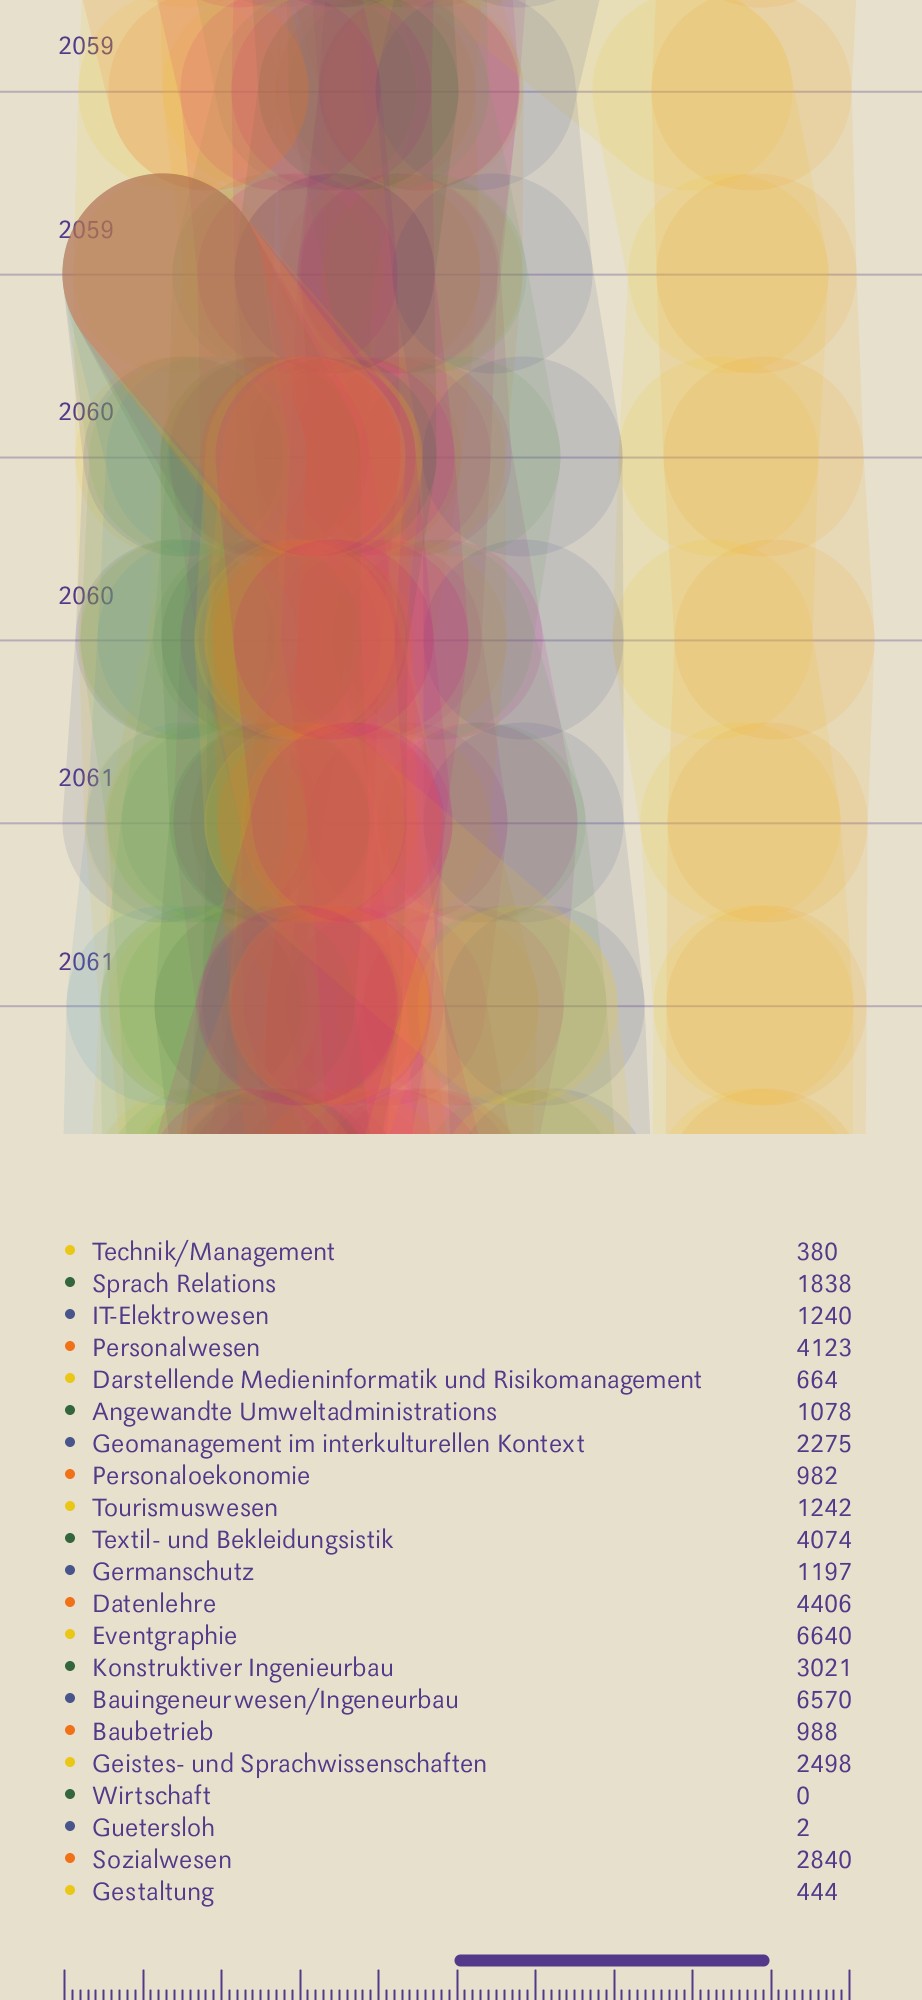 2059
2059
2060
2060
2061
2061
Technik/Management 380
Sprach Relations 1838
IT-Elektrowesen 1240
Personalwesen 4123
Darstellende Medieninformatik und Risikomanagement 664
Angewandte Umweltadministrations 1078
Geomanagement im interkulturellen Kontext 2275
Personaloekonomie 982
Tourismuswesen 1242
Textil- und Bekleidungsistik 4074
Germanschutz 1197
Datenlehre 4406
Eventgraphie 6640
Konstruktiver Ingenieurbau 3021
Bauingeneurwesen/Ingeneurbau 6570
Baubetrieb 988
Geistes- und Sprachwissenschaften 2498
Wirtschaft 0
Guetersloh 2
Sozialwesen 2840
Gestaltung 444